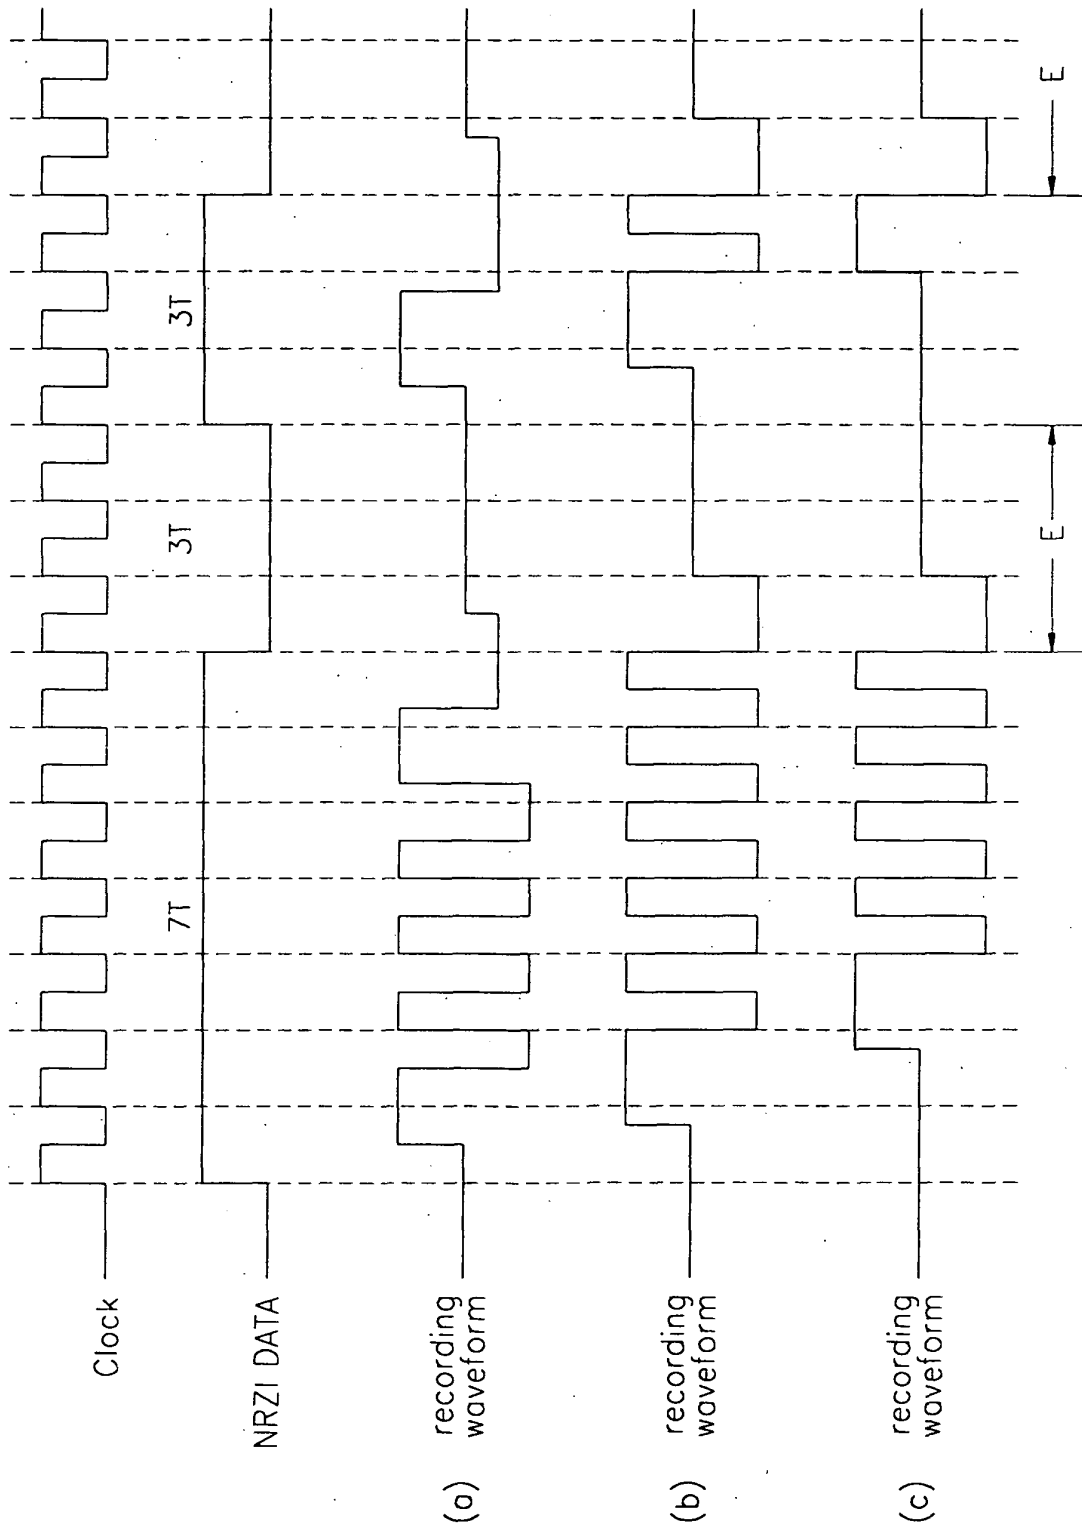 Clock
NRZI DATA
7T
3T
3T
(a)
recording
waveform
(b)
recording
waveform
(c)
recording
waveform
E
E